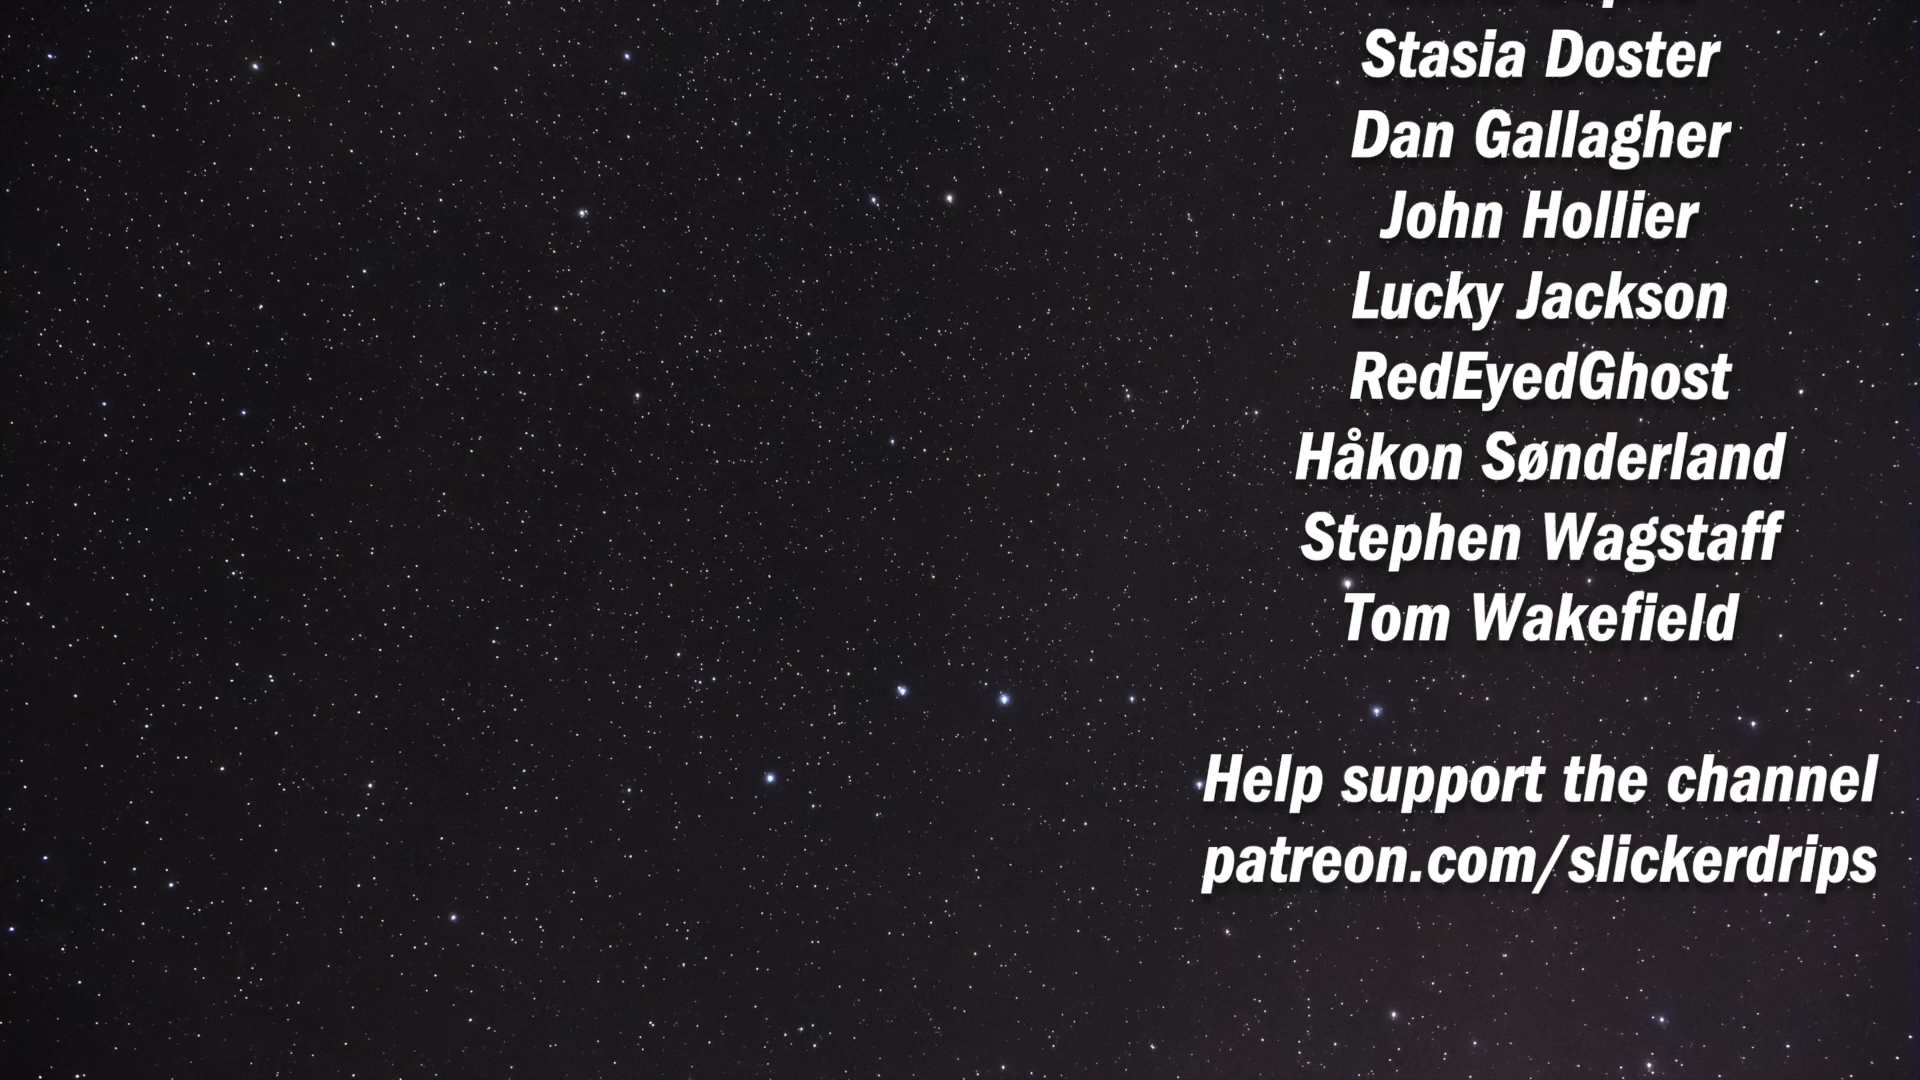 Stasia Doster
Dan Gallagher
John Hollier
Lucky Jackson
RedEyedGhost
Håkon Sønderland
Stephen Wagstaff
Tom Wakefield
Help support the channel
patreon.com/slickerdrips